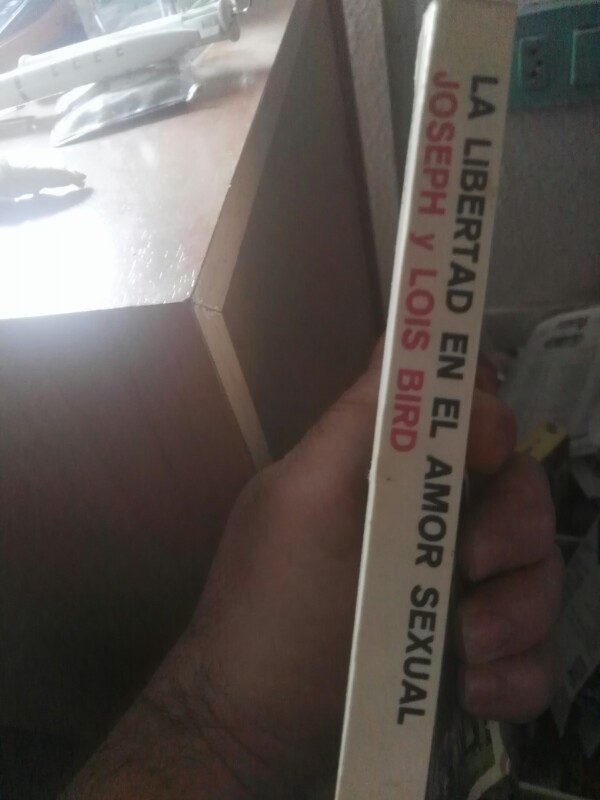 LA LIBERTAD EN EL AMOR SEXUAL
JOSEPH y LOIS BIRD